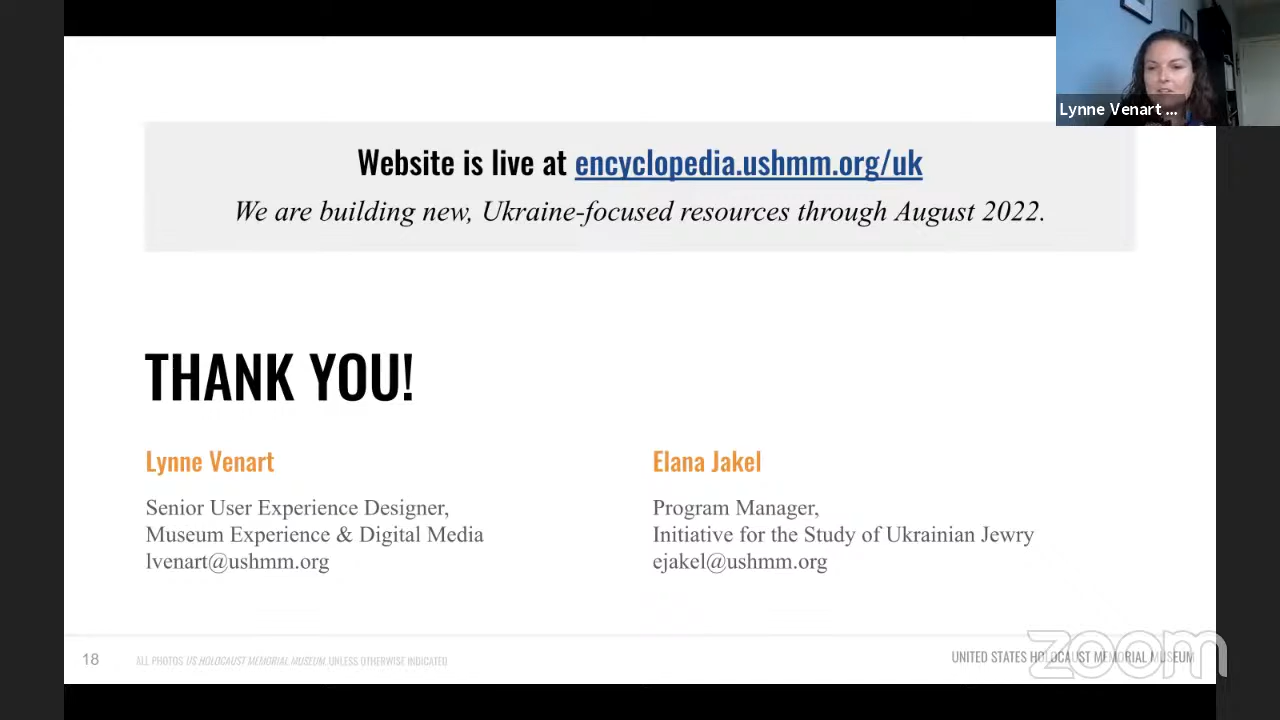 Lynne Venart ...
Website is live at encyclopedia.ushmm.org/uk
We are building new, Ukraine-focused resources through August 2022.
THANK YOU!
Lynne Venart
Senior User Experience Designer,
Museum Experience & Digital Media
lvenart@ushmm.org
Elana Jakel
Program Manager,
Initiative for the Study of Ukrainian Jewry
ejakel@ushmm.org
18
ALL PHOTOS US HOLOCAUST MEMORIAL MUSEUM, UNLESS OTHERWISE INDICATED
UNITED STATES HOLOCAUST MEMORIAL MUSEUM
zoom